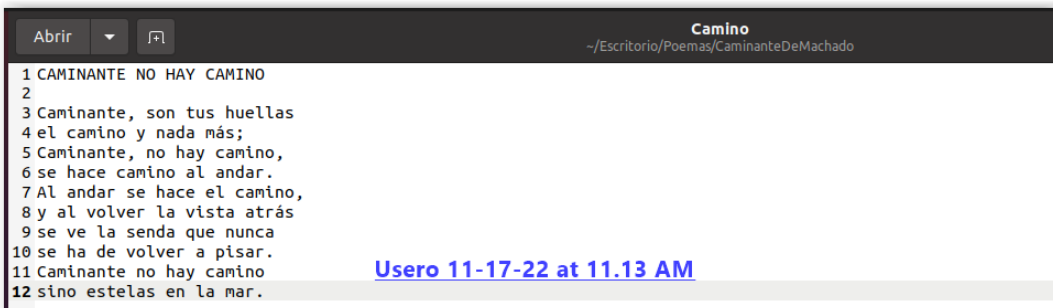 Abrir
Camino
~/Escritorio/Poemas/CaminanteDeMachado
1 CAMINANTE NO HAY CAMINO
2
3 Caminante, son tus huellas
4 el camino y nada más;
5 Caminante, no hay camino,
6 se hace camino al andar.
7 Al andar se hace el camino,
8 y al volver la vista atrás
9 se ve la senda que nunca
10 se ha de volver a pisar.
11 Caminante no hay camino
12 sino estelas en la mar.
Usero 11-17-22 at 11.13 AM